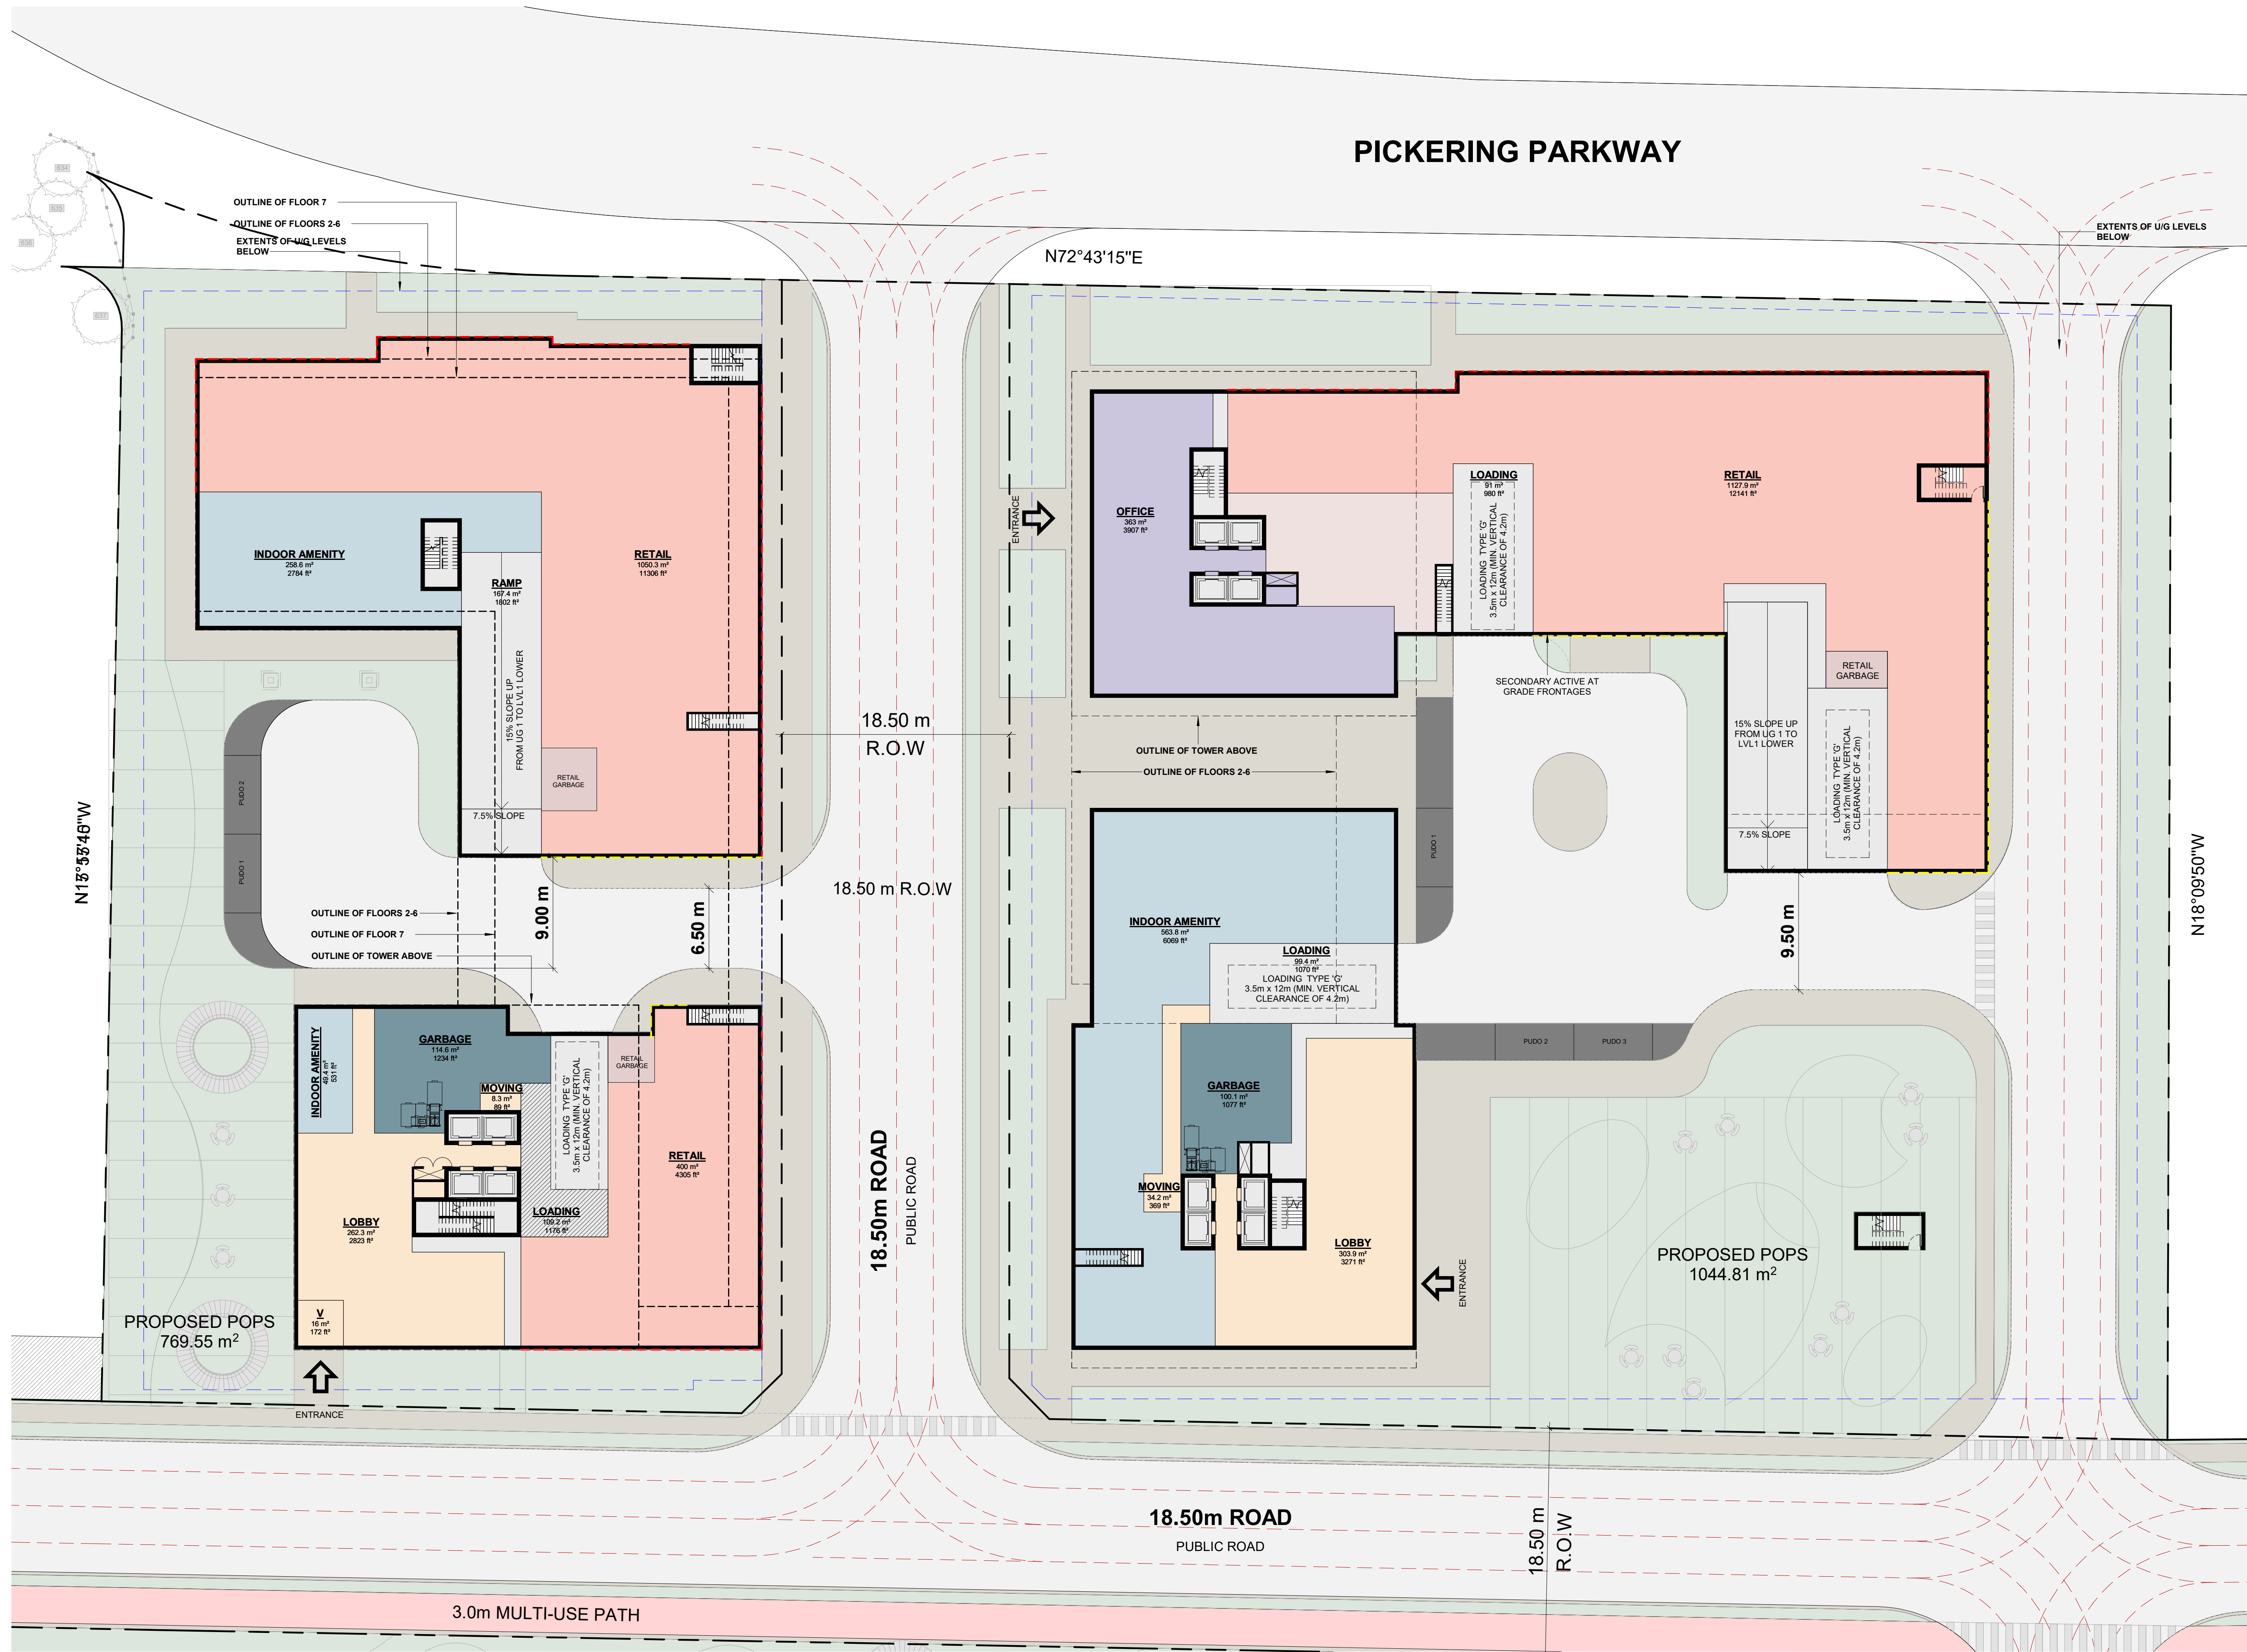 PICKERING PARKWAY
634
635
636
637
OUTLINE OF FLOOR 7
OUTLINE OF FLOORS 2-6
EXTENTS OF U/G LEVELS
BELOW
N72°43'15"E
EXTENTS OF U/G LEVELS
BELOW
INDOOR AMENITY
258.6 m²
2784 ft²
RAMP
167.4 m²
1802 ft²
RETAIL
1050.3 m²
11306 ft²
15% SLOPE UP
FROM UG 1 TO LVL1 LOWER
RETAIL
GARBAGE
7.5% SLOPE
PUDO 2
PUDO 1
OUTLINE OF FLOORS 2-6
OUTLINE OF FLOOR 7
OUTLINE OF TOWER ABOVE
9.00 m
6.50 m
18.50 m
R.O.W
18.50 m R.O.W
ENTRANCE
OFFICE
363 m²
3907 ft²
LOADING
91 m²
980 ft²
LOADING TYPE 'G'
3.5m x 12m (MIN. VERTICAL
CLEARANCE OF 4.2m)
RETAIL
1127.9 m²
12141 ft²
SECONDARY ACTIVE AT
GRADE FRONTAGES
RETAIL
GARBAGE
15% SLOPE UP
FROM UG 1 TO
LVL1 LOWER
7.5% SLOPE
LOADING TYPE 'G'
3.5m x 12m (MIN. VERTICAL
CLEARANCE OF 4.2m)
OUTLINE OF TOWER ABOVE
OUTLINE OF FLOORS 2-6
PUDO 1
9.50 m
N18°09'50"W
INDOOR AMENITY
563.8 m²
6069 ft²
LOADING
99.4 m²
1070 ft²
LOADING TYPE 'G'
3.5m x 12m (MIN. VERTICAL
CLEARANCE OF 4.2m)
PUDO 2
PUDO 3
INDOOR AMENITY
49.4 m²
531 ft²
GARBAGE
114.6 m²
1234 ft²
MOVING
8.3 m²
89 ft²
LOADING TYPE 'G'
3.5m x 12m (MIN. VERTICAL
CLEARANCE OF 4.2m)
RETAIL
GARBAGE
RETAIL
400 m²
4305 ft²
LOADING
109.2 m²
1176 ft²
LOBBY
262.3 m²
2823 ft²
V
16 m²
172 ft²
PROPOSED POPS
769.55 m²
ENTRANCE
18.50m ROAD
PUBLIC ROAD
GARBAGE
100.1 m²
1077 ft²
MOVING
34.2 m²
369 ft²
LOBBY
303.9 m²
3271 ft²
ENTRANCE
PROPOSED POPS
1044.81 m²
18.50m ROAD
PUBLIC ROAD
18.50 m
R.O.W
3.0m MULTI-USE PATH